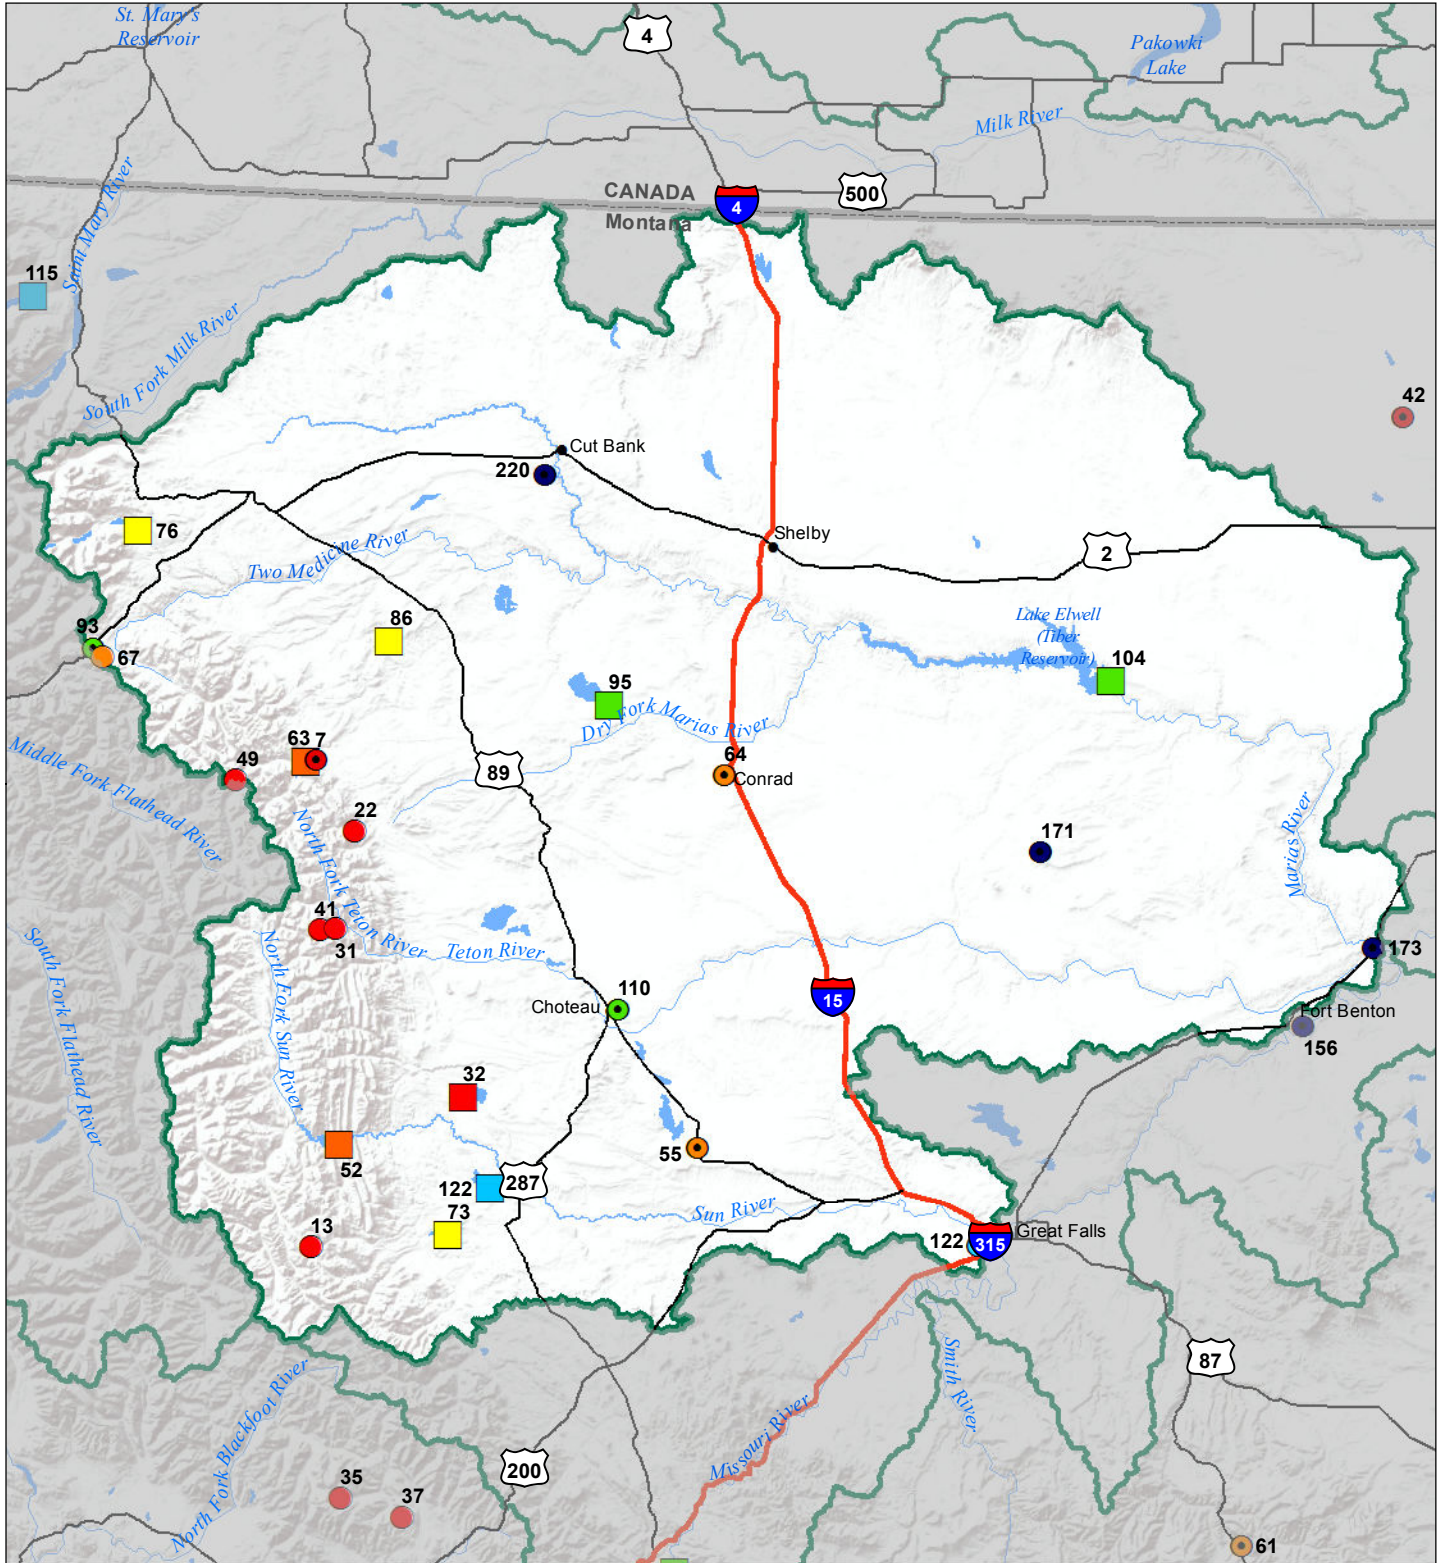 St. Mary's
Reservoir
4
Pakowki
Lake
Milk River
CANADA
500
4
Montana
Saint Mary River
115
South Fork Milk River
42
Cut Bank
220
76
Shelby
2
Two Medicine River
93
67
86
Lake Elwell
(Tiber
Reservoir)
104
95
Dry Fork Marias River
63
7
49
89
64
Conrad
Middle Fork Flathead River
22
171
Marias River
North Fork Teton River
41
31
Teton River
173
South Fork Flathead River
North Fork Sun River
110
Choteau
15
Fort Benton
156
32
52
55
122
287
73
Sun River
13
122
315
Great Falls
Smith River
87
North Fork Blackfoot River
Missouri River
200
35
37
61